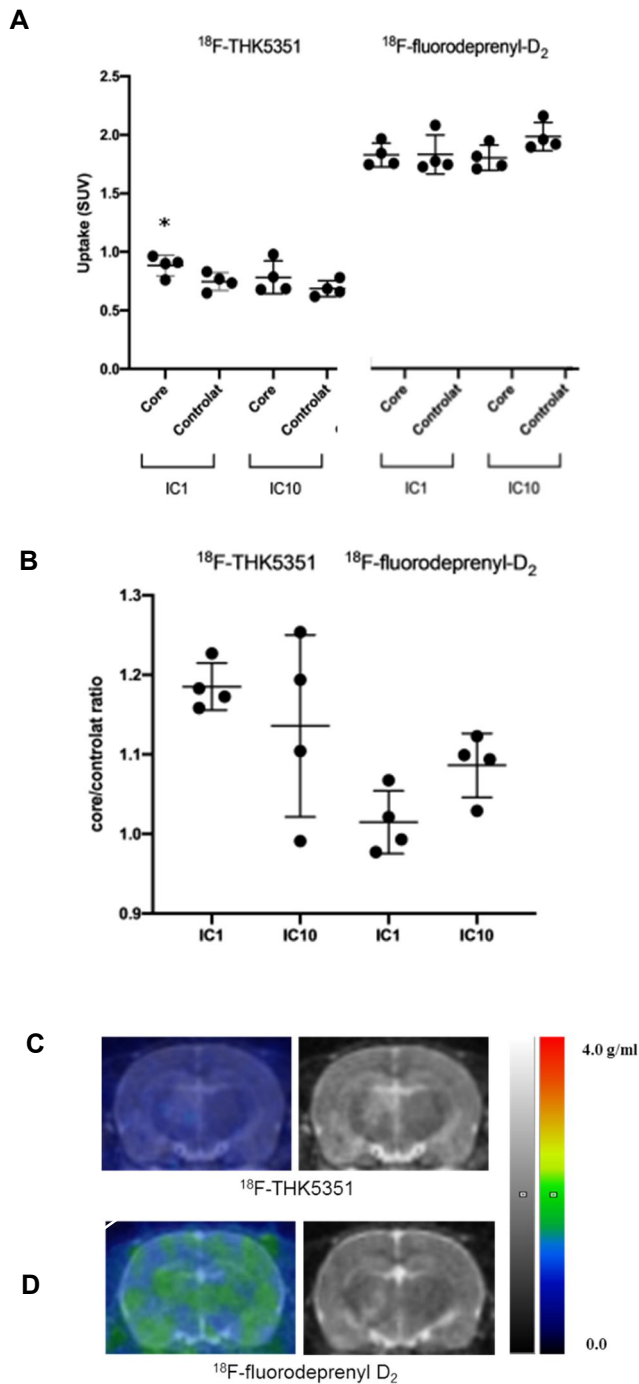 A
¹⁸F-THK5351 ¹⁸F-fluorodeprenyl-D₂
2.5
2.0
1.5
1.0
0.5
0.0
Uptake (SUV)
*
Core Controlat Core Controlat Core Controlat Core Controlat
IC1 IC10 IC1 IC10
B
¹⁸F-THK5351 ¹⁸F-fluorodeprenyl-D₂
1.3
1.2
1.1
1.0
0.9
core/controlat ratio
IC1 IC10 IC1 IC10
C
4.0 g/ml
¹⁸F-THK5351
D
0.0
¹⁸F-fluorodeprenyl D₂